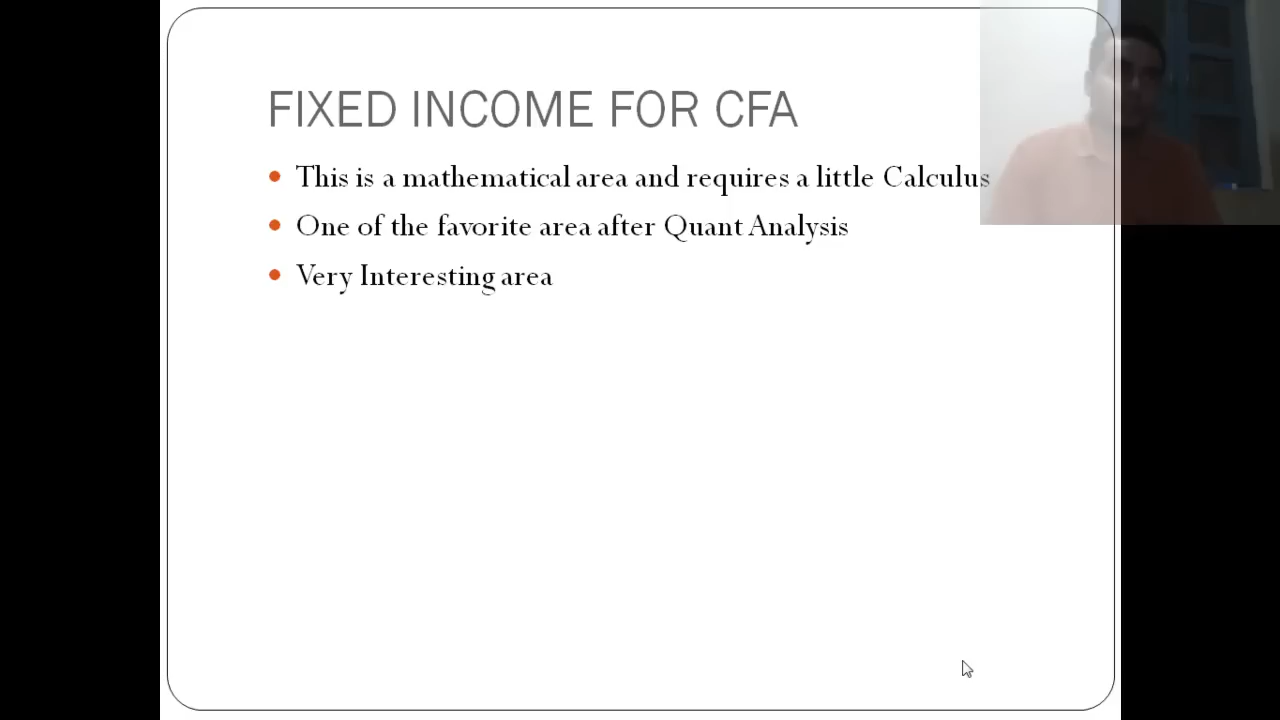 FIXED INCOME FOR CFA
This is a mathematical area and requires a little Calculus
One of the favorite area after Quant Analysis
Very Interesting area